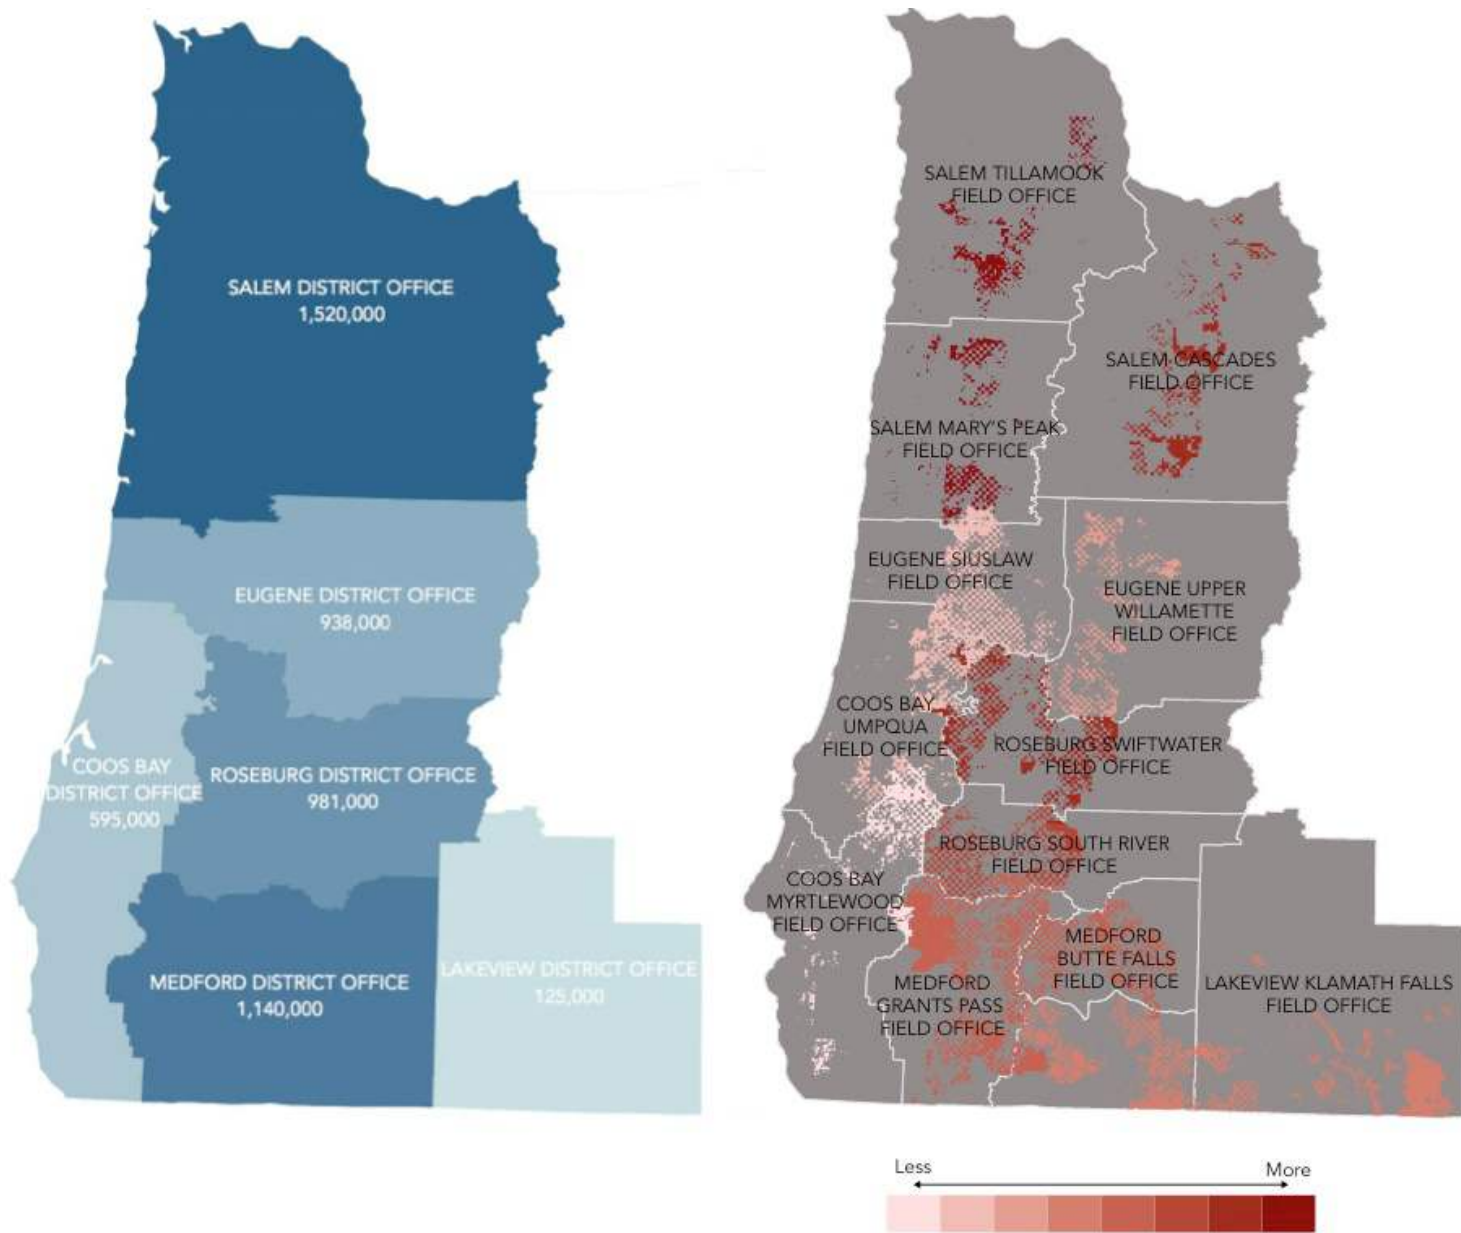 SALEM DISTRICT OFFICE
1,520,000
EUGENE DISTRICT OFFICE
938,000
COOS BAY
DISTRICT OFFICE
595,000
ROSEBURG DISTRICT OFFICE
981,000
MEDFORD DISTRICT OFFICE
1,140,000
LAKEVIEW DISTRICT OFFICE
125,000
SALEM TILLAMOOK
FIELD OFFICE
SALEM CASCADES
FIELD OFFICE
SALEM MARY'S PEAK
FIELD OFFICE
EUGENE SIUSLAW
FIELD OFFICE
EUGENE UPPER
WILLAMETTE
FIELD OFFICE
COOS BAY
UMPQUA
FIELD OFFICE
ROSEBURG SWIFTWATER
FIELD OFFICE
ROSEBURG SOUTH RIVER
FIELD OFFICE
COOS BAY
MYRTLEWOOD
FIELD OFFICE
MEDFORD
BUTTE FALLS
FIELD OFFICE
MEDFORD
GRANTS PASS
FIELD OFFICE
LAKEVIEW KLAMATH FALLS
FIELD OFFICE
Less
More